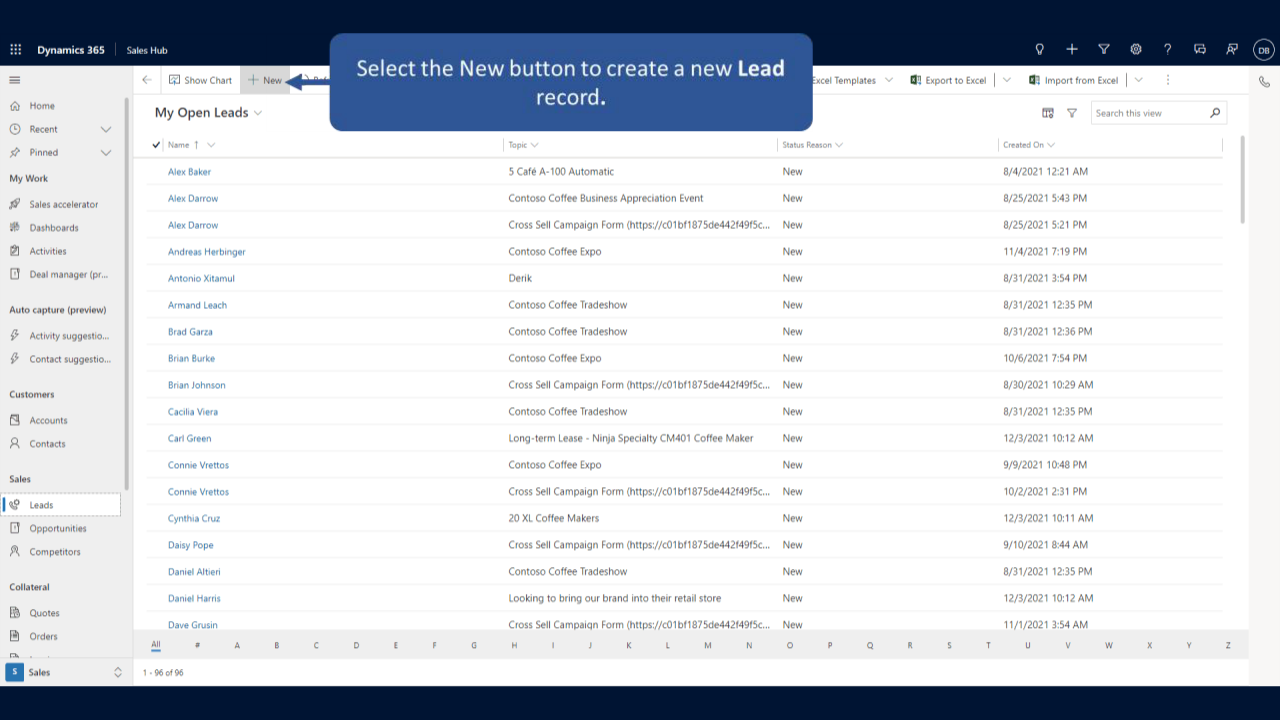 Dynamics 365 Sales Hub DB
Select the New button to create a new Lead
record.
Show Chart New Excel Templates Export to Excel Import from Excel
My Open Leads Search this view
Name Topic Status Reason Created On
Home
Recent
Pinned
My Work
Sales accelerator
Dashboards
Activities
Deal manager (pr...
Auto capture (preview)
Activity suggestio...
Contact suggestio...
Customers
Accounts
Contacts
Sales
Leads
Opportunities
Competitors
Collateral
Quotes
Orders
S Sales
Alex Baker 5 Café A-100 Automatic New 8/4/2021 12:21 AM
Alex Darrow Contoso Coffee Business Appreciation Event New 8/25/2021 5:43 PM
Alex Darrow Cross Sell Campaign Form (https://c01bf1875de442f49f5c... New 8/25/2021 5:21 PM
Andreas Herbinger Contoso Coffee Expo New 11/4/2021 7:19 PM
Antonio Xitamul Derik New 8/31/2021 3:54 PM
Armand Leach Contoso Coffee Tradeshow New 8/31/2021 12:35 PM
Brad Garza Contoso Coffee Tradeshow New 8/31/2021 12:36 PM
Brian Burke Contoso Coffee Expo New 10/6/2021 7:54 PM
Brian Johnson Cross Sell Campaign Form (https://c01bf1875de442f49f5c... New 8/30/2021 10:29 AM
Cacilia Viera Contoso Coffee Tradeshow New 8/31/2021 12:35 PM
Carl Green Long-term Lease - Ninja Specialty CM401 Coffee Maker New 12/3/2021 10:12 AM
Connie Vrettos Contoso Coffee Expo New 9/9/2021 10:48 PM
Connie Vrettos Cross Sell Campaign Form (https://c01bf1875de442f49f5c... New 10/2/2021 2:31 PM
Cynthia Cruz 20 XL Coffee Makers New 12/3/2021 10:11 AM
Daisy Pope Cross Sell Campaign Form (https://c01bf1875de442f49f5c... New 9/10/2021 8:44 AM
Daniel Altieri Contoso Coffee Tradeshow New 8/31/2021 12:35 PM
Daniel Harris Looking to bring our brand into their retail store New 12/3/2021 10:12 AM
Dave Grusin Cross Sell Campaign Form (https://c01bf1875de442f49f5c... New 11/1/2021 3:54 AM
All # A B C D E F G H I J K L M N O P Q R S T U V W X Y Z
1 - 96 of 96